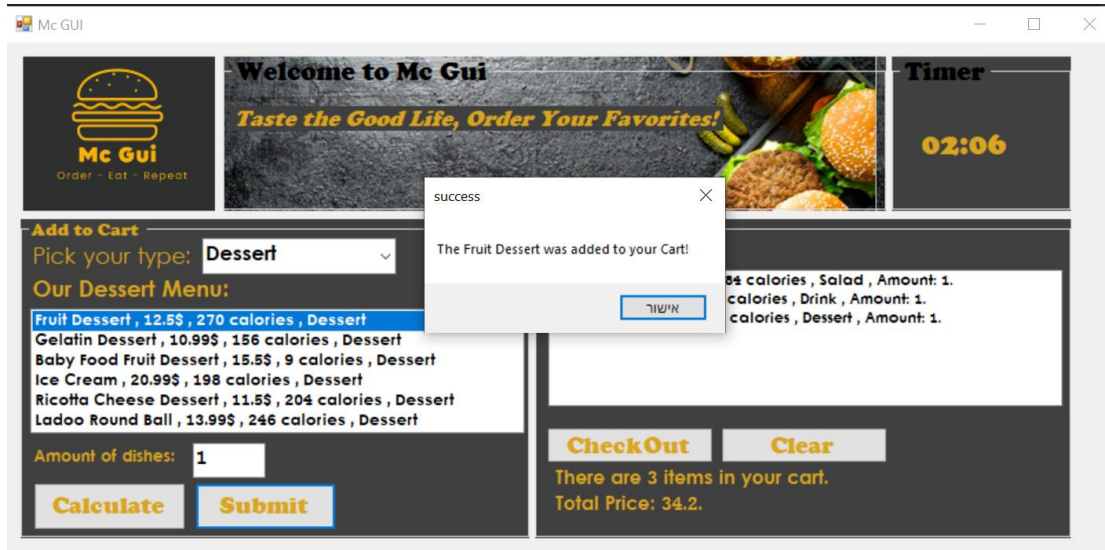 Mc GUI
Mc Gui
Order - Eat - Repeat
Welcome to Mc Gui
Taste the Good Life, Order Your Favorites!
Timer
02:06
success
The Fruit Dessert was added to your Cart!
אישור
Add to Cart
Pick your type: Dessert
Our Dessert Menu:
Fruit Dessert , 12.5$ , 270 calories , Dessert
Gelatin Dessert , 10.99$ , 156 calories , Dessert
Baby Food Fruit Dessert , 15.5$ , 9 calories , Dessert
Ice Cream , 20.99$ , 198 calories , Dessert
Ricotta Cheese Dessert , 11.5$ , 204 calories , Dessert
Ladoo Round Ball , 13.99$ , 246 calories , Dessert
Amount of dishes: 1
Calculate Submit
calories , Salad , Amount: 1.
calories , Drink , Amount: 1.
calories , Dessert , Amount: 1.
CheckOut Clear
There are 3 items in your cart.
Total Price: 34.2.